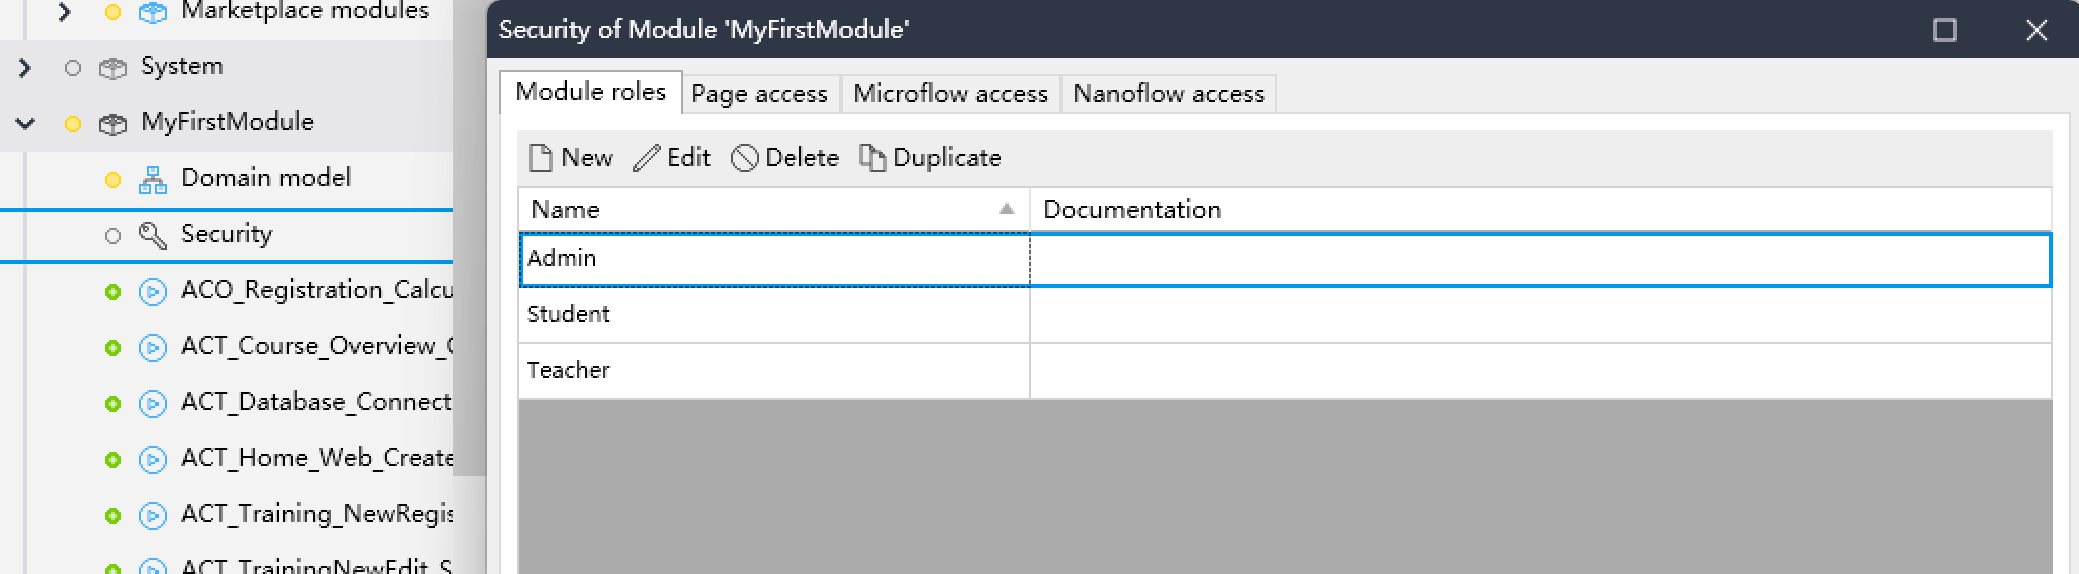 Marketplace modules
System
MyFirstModule
Domain model
Security
ACO_Registration_Calcu
ACT_Course_Overview_
ACT_Database_Connect
ACT_Home_Web_Create
ACT_Training_NewRegis
ACT_TrainingNewEdit_S
Security of Module 'MyFirstModule'
Module roles Page access Microflow access Nanoflow access
New Edit Delete Duplicate
Name Documentation
Admin
Student
Teacher